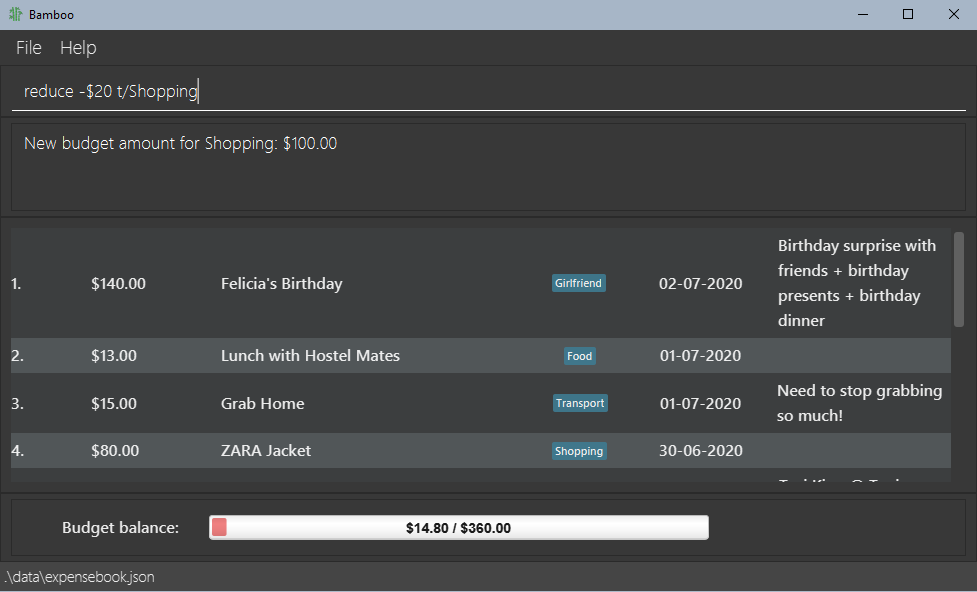 Bamboo
File Help
reduce -$20 t/Shopping
New budget amount for Shopping: $100.00
1. $140.00 Felicia's Birthday Girlfriend 02-07-2020 Birthday surprise with
friends + birthday
presents + birthday
dinner
2. $13.00 Lunch with Hostel Mates Food 01-07-2020
3. $15.00 Grab Home Transport 01-07-2020 Need to stop grabbing
so much!
4. $80.00 ZARA Jacket Shopping 30-06-2020
Budget balance: $14.80 / $360.00
.\data\expensebook.json